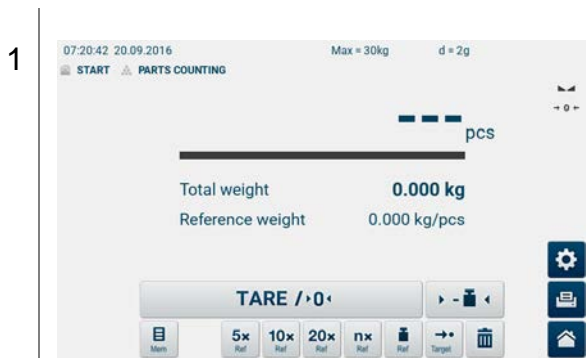 1
07:20:42 20.09.2016 Max = 30kg d = 2g
START PARTS COUNTING
→ 0 ←
--- pcs
Total weight 0.000 kg
Reference weight 0.000 kg/pcs
TARE / 0
Mem 5x Ref 10x Ref 20x Ref nx Ref Ref Target